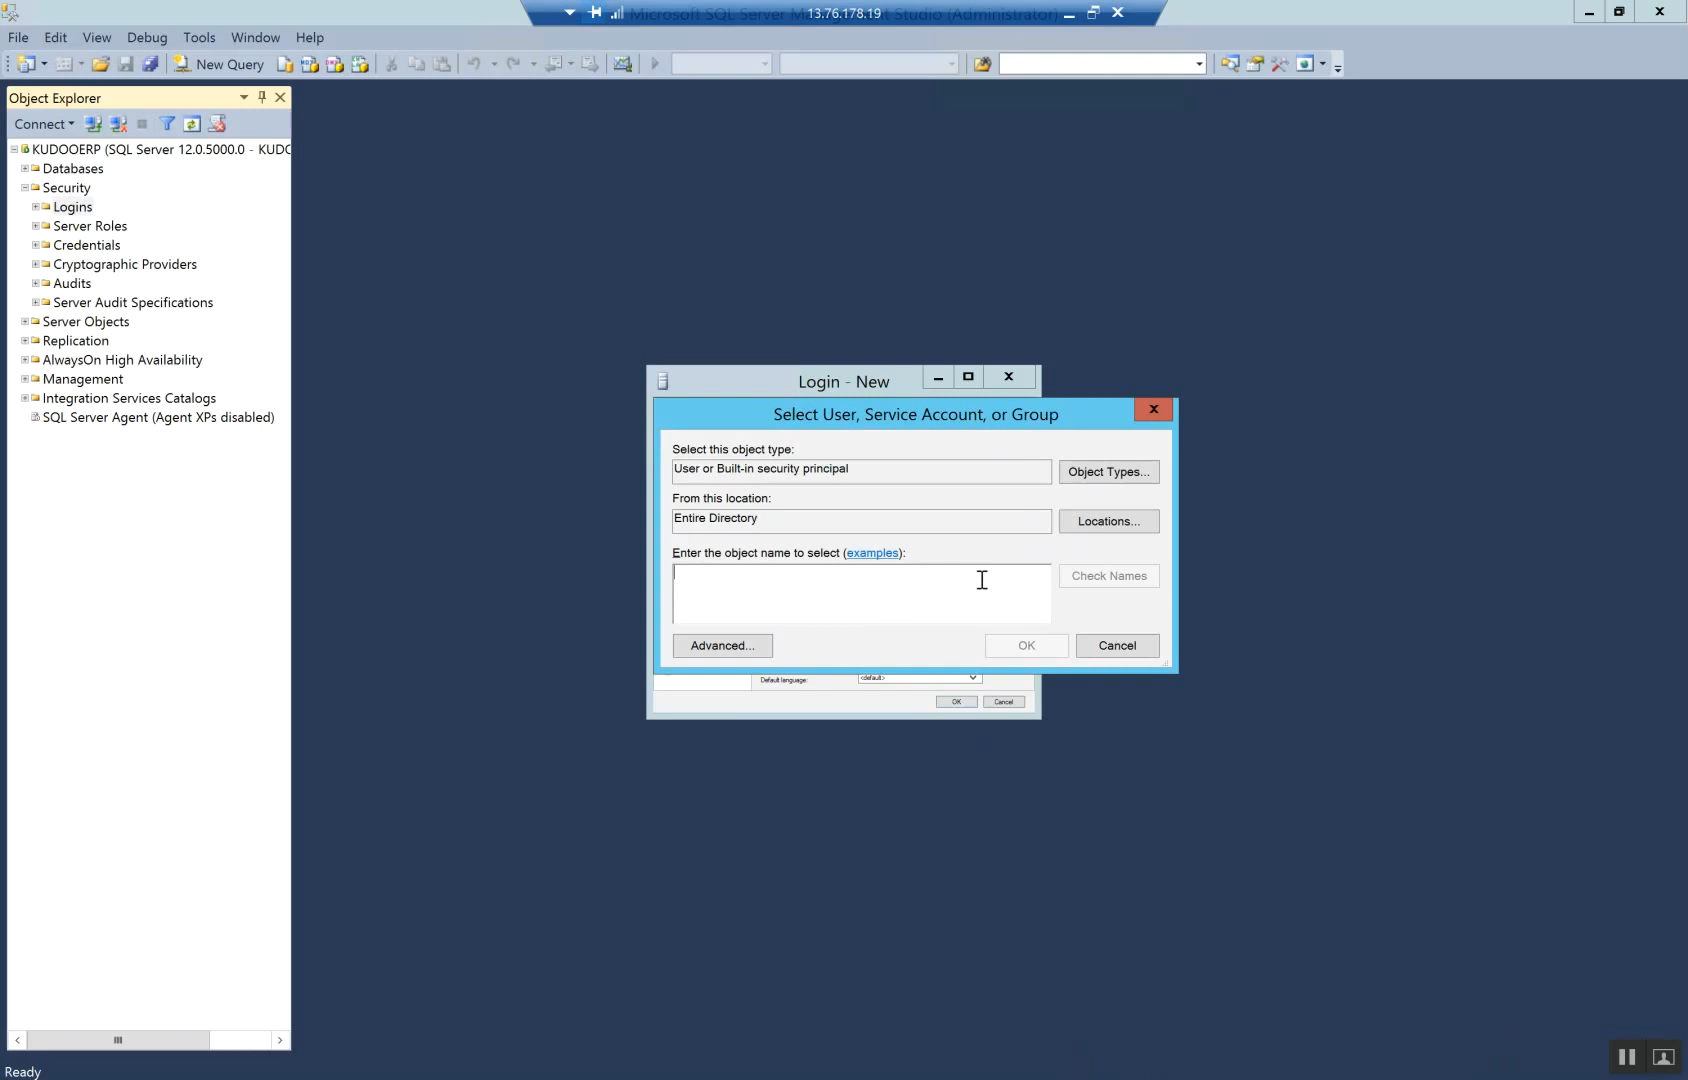 Microsoft SQL Server Management Studio (Administrator)
13.76.178.19
File Edit View Debug Tools Window Help
New Query
Object Explorer
Connect
KUDOOERP (SQL Server 12.0.5000.0 - KUDO
Databases
Security
Logins
Server Roles
Credentials
Cryptographic Providers
Audits
Server Audit Specifications
Server Objects
Replication
AlwaysOn High Availability
Management
Integration Services Catalogs
SQL Server Agent (Agent XPs disabled)
Login - New
Select User, Service Account, or Group
Select this object type:
User or Built-in security principal
Object Types...
From this location:
Entire Directory
Locations...
Enter the object name to select (examples):
Check Names
Advanced...
OK
Cancel
Default language:
<default>
OK
Cancel
Ready